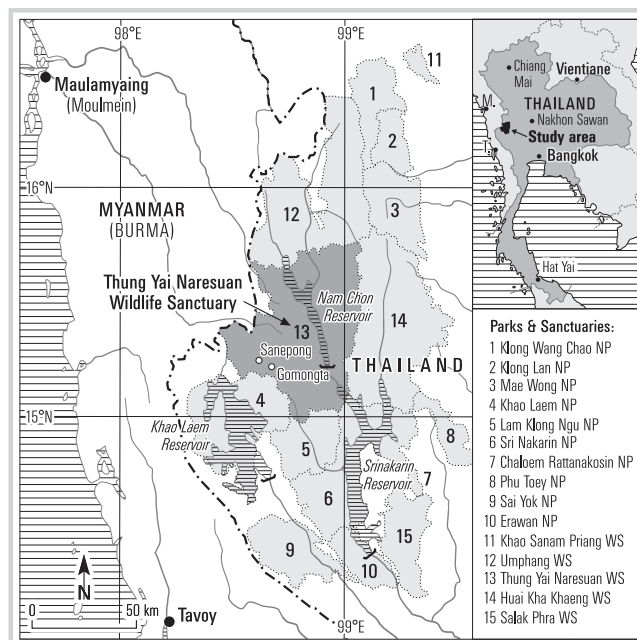 98°E
99°E
11
Maulamyaing
(Moulmein)
1
2
16°N
12
3
MYANMAR
(BURMA)
Thung Yai Naresuan
Wildlife Sanctuary
Nam Chon
Reservoir
13
14
Sanepong
Gomongta
THAILAND
15°N
4
Khao Laem
Reservoir
5
8
Srinakarin
Reservoir
7
6
15
9
10
N
0 50 km
Tavoy
99°E
Chiang
Mai
Vientiane
THAILAND
M.
Nakhon Sawan
Study area
T.
Bangkok
Hat Yai
Parks & Sanctuaries:
1 Klong Wang Chao NP
2 Klong Lan NP
3 Mae Wong NP
4 Khao Laem NP
5 Lam Klong Ngu NP
6 Sri Nakarin NP
7 Chaloem Rattanakosin NP
8 Phu Toey NP
9 Sai Yok NP
10 Erawan NP
11 Khao Sanam Priang WS
12 Umphang WS
13 Thung Yai Naresuan WS
14 Huai Kha Khaeng WS
15 Salak Phra WS